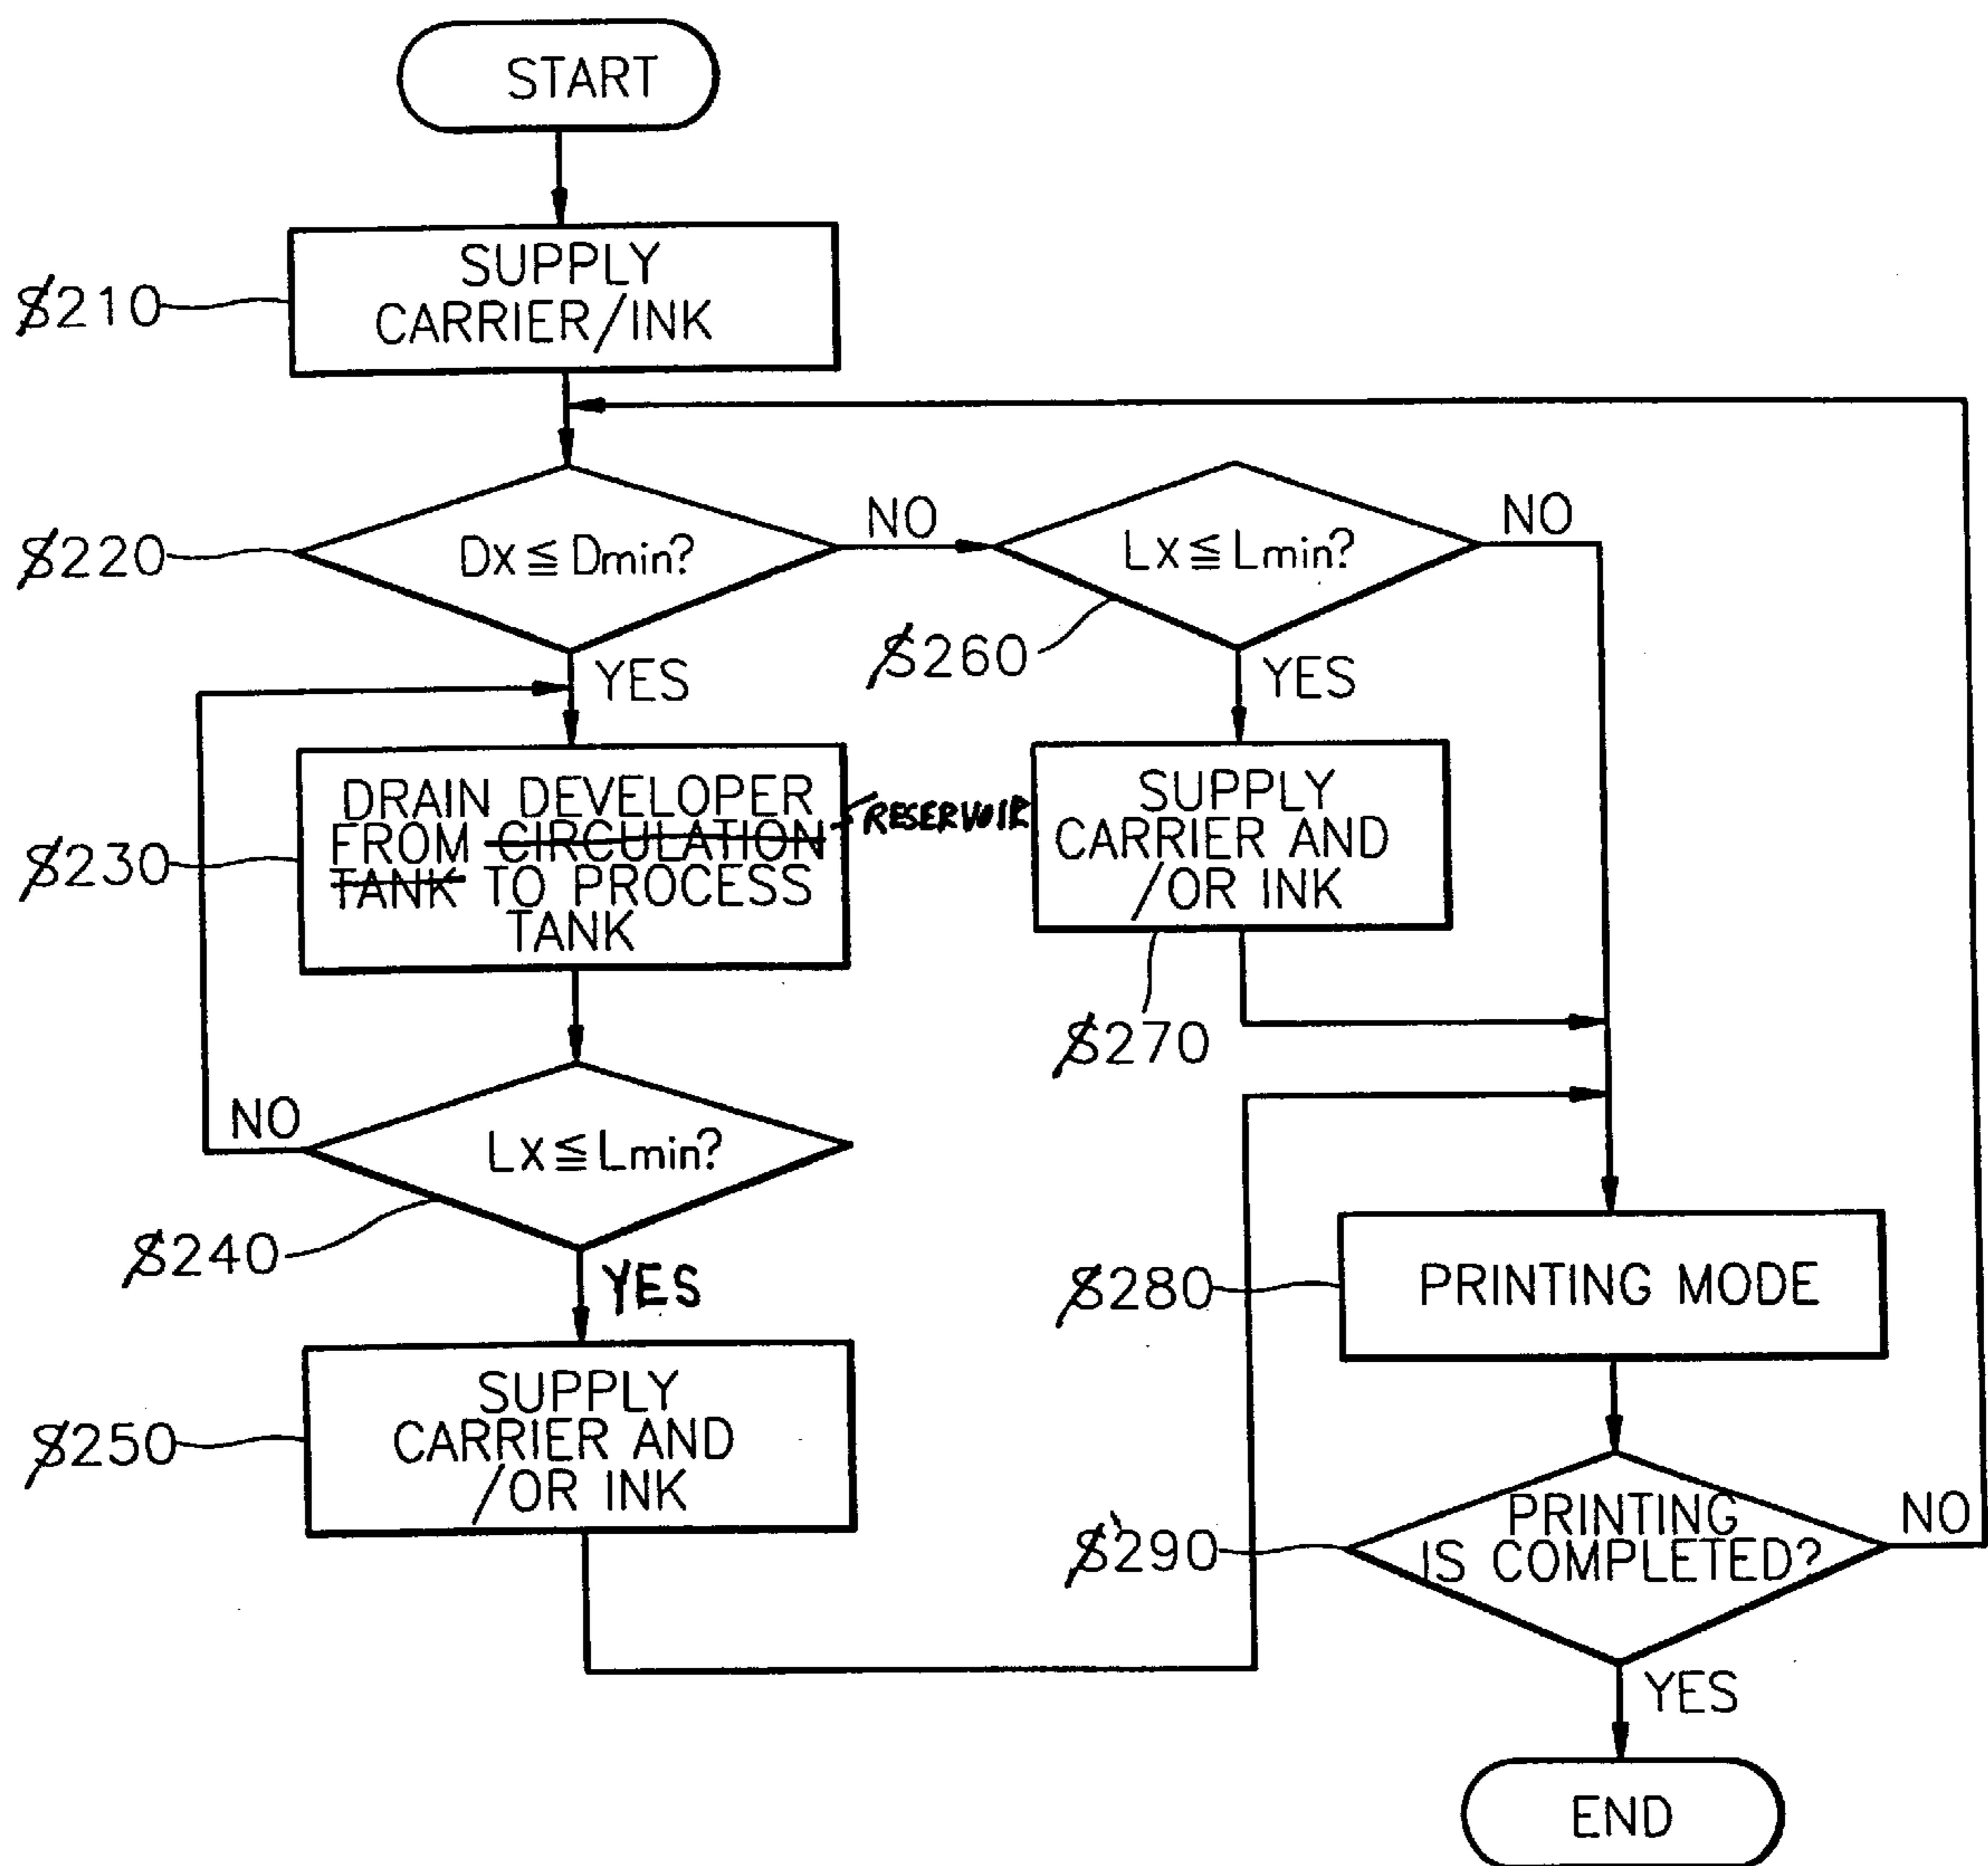 START
S210
SUPPLY
CARRIER/INK
S220
Dx≦Dmin?
NO
Lx≦Lmin?
NO
S260
YES
YES
S230
DRAIN DEVELOPER
FROM CIRCULATION
TANK TO PROCESS
TANK
RESERVOIR
SUPPLY
CARRIER AND
/OR INK
S270
NO
Lx≦Lmin?
S240
YES
S250
SUPPLY
CARRIER AND
/OR INK
S280
PRINTING MODE
S290
PRINTING
IS COMPLETED?
NO
YES
END